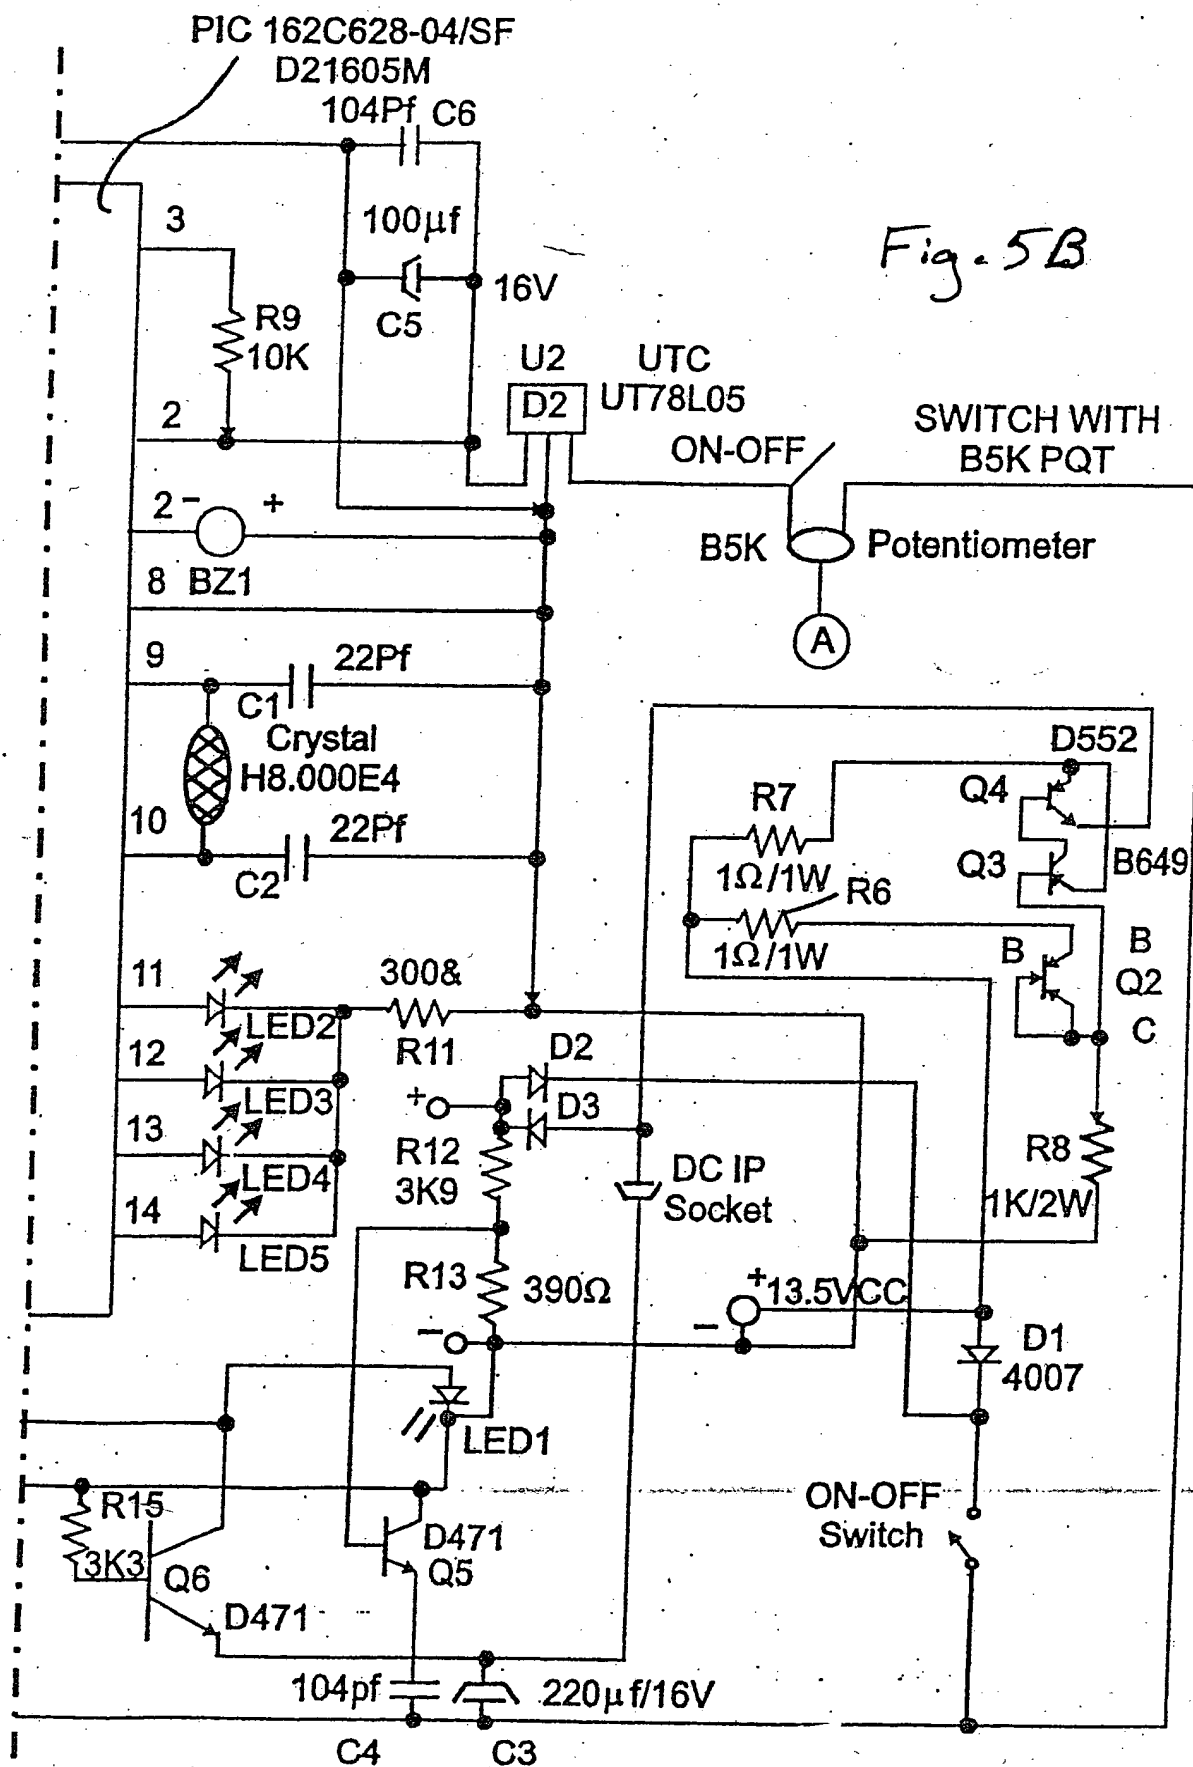 PIC 162C628-04/SF
D21605M
104Pf C6
3
100µf
16V
C5
Fig. 5B
R9
10K
U2
UTC
D2
UT78L05
2
ON-OFF
SWITCH WITH
B5K PQT
2 - +
BZ1
B5K
Potentiometer
8
A
9
22Pf
C1
Crystal
H8.000E4
10
22Pf
C2
D552
Q4
R7
1Ω/1W
Q3
B649
R6
1Ω/1W
B
B
Q2
C
11
300&
LED2
R11
12
D2
LED3
+
D3
13
R12
3K9
LED4
DC IP
Socket
R8
1K/2W
14
LED5
R13
390Ω
+
13.5VCC
-
-
D1
4007
LED1
R15
3K3
ON-OFF
Switch
D471
Q5
Q6
D471
104pf
220µf/16V
C4
C3